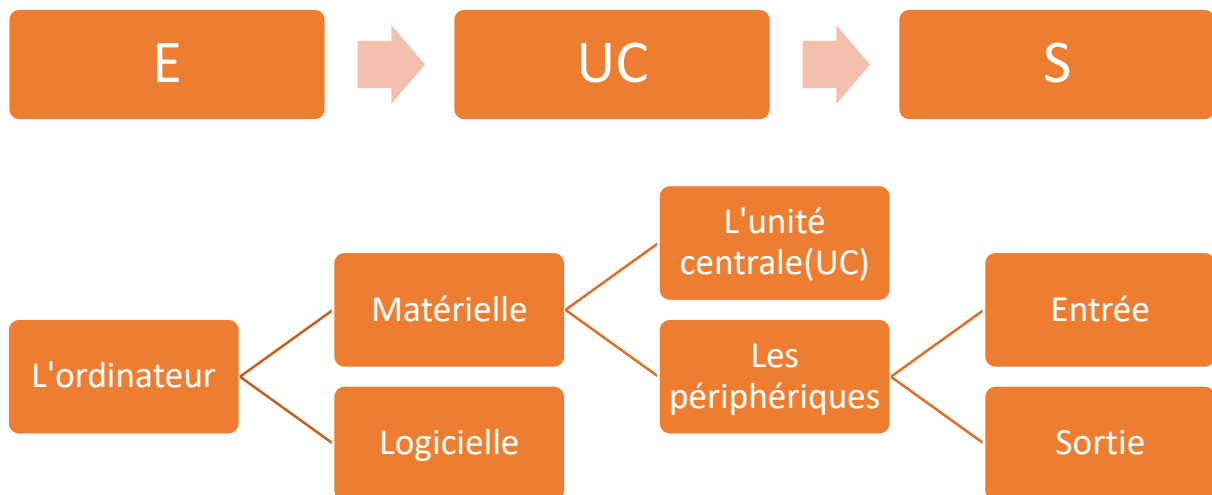 E
UC
S
L'ordinateur
Matérielle
Logicielle
L'unité
centrale(UC)
Les
périphériques
Entrée
Sortie